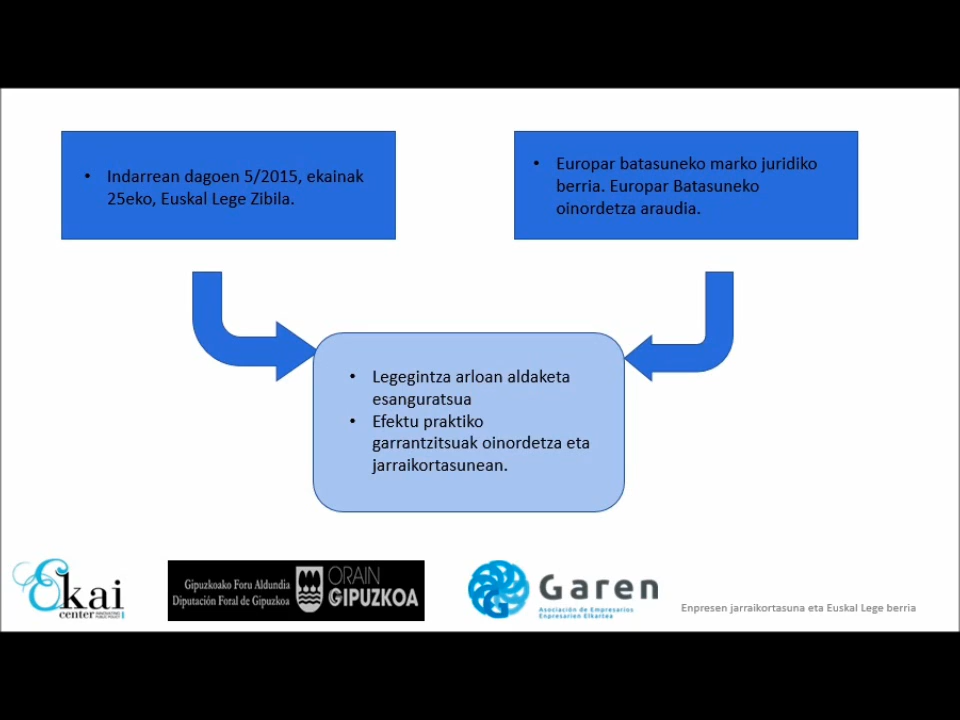 • Indarrean dagoen 5/2015, ekainak
25eko, Euskal Lege Zibila.
• Europar batasuneko marko juridiko
berria. Europar Batasuneko
oinordetza araudia.
• Legegintza arloan aldaketa
esanguratsua
• Efektu praktiko
garrantzitsuak oinordetza eta
jarraikortasunean.
Ekai
center
Gipuzkoako Foru Aldundia
Diputación Foral de Gipuzkoa
ORAIN
GIPUZKOA
Garen
Asociación de Empresarios
Enpresarien Elkartea
Enpresen jarraikortasuna eta Euskal Lege berria